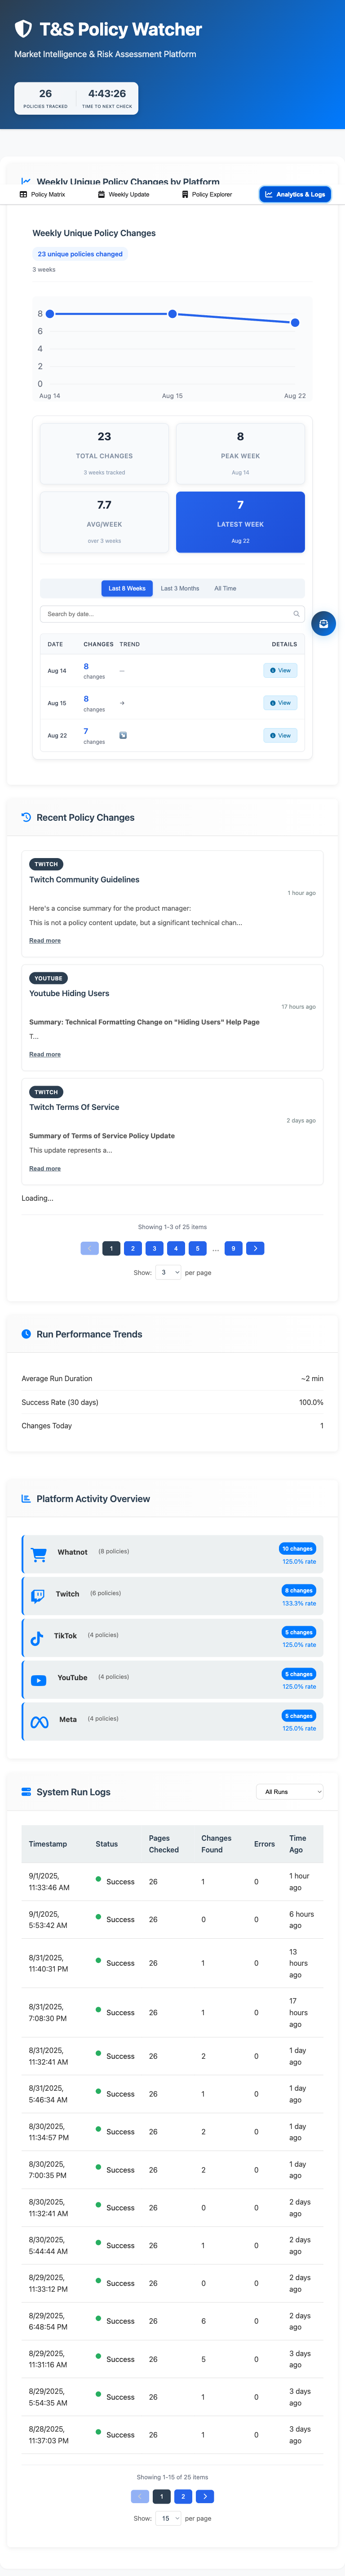 T&S Policy Watcher
Market Intelligence & Risk Assessment Platform
26
POLICIES TRACKED
4:43:26
TIME TO NEXT CHECK
Weekly Unique Policy Changes by Platform
Policy Matrix
Weekly Update
Policy Explorer
Analytics & Logs
Weekly Unique Policy Changes
23 unique policies changed
3 weeks
8
6
4
2
0
Aug 14
Aug 15
Aug 22
23
TOTAL CHANGES
3 weeks tracked
8
PEAK WEEK
Aug 14
7.7
AVG/WEEK
over 3 weeks
7
LATEST WEEK
Aug 22
Last 8 Weeks
Last 3 Months
All Time
Search by date...
DATE CHANGES TREND DETAILS
Aug 14 8 changes — View
Aug 15 8 changes → View
Aug 22 7 changes ↘ View
Recent Policy Changes
TWITCH
Twitch Community Guidelines
1 hour ago
Here's a concise summary for the product manager:
This is not a policy content update, but a significant technical chan...
Read more
YOUTUBE
Youtube Hiding Users
17 hours ago
Summary: Technical Formatting Change on "Hiding Users" Help Page
T...
Read more
TWITCH
Twitch Terms Of Service
2 days ago
Summary of Terms of Service Policy Update
This update represents a...
Read more
Loading...
Showing 1-3 of 25 items
1 2 3 4 5 ... 9
Show: 3 per page
Run Performance Trends
Average Run Duration ~2 min
Success Rate (30 days) 100.0%
Changes Today 1
Platform Activity Overview
Whatnot (8 policies) 10 changes
125.0% rate
Twitch (6 policies) 8 changes
133.3% rate
TikTok (4 policies) 5 changes
125.0% rate
YouTube (4 policies) 5 changes
125.0% rate
Meta (4 policies) 5 changes
125.0% rate
System Run Logs
All Runs
Timestamp Status Pages Checked Changes Found Errors Time Ago
9/1/2025, 11:33:46 AM Success 26 1 0 1 hour ago
9/1/2025, 5:53:42 AM Success 26 0 0 6 hours ago
8/31/2025, 11:40:31 PM Success 26 1 0 13 hours ago
8/31/2025, 7:08:30 PM Success 26 1 0 17 hours ago
8/31/2025, 11:32:41 AM Success 26 2 0 1 day ago
8/31/2025, 5:46:34 AM Success 26 1 0 1 day ago
8/30/2025, 11:34:57 PM Success 26 2 0 1 day ago
8/30/2025, 7:00:35 PM Success 26 2 0 1 day ago
8/30/2025, 11:32:41 AM Success 26 0 0 2 days ago
8/30/2025, 5:44:44 AM Success 26 1 0 2 days ago
8/29/2025, 11:33:12 PM Success 26 0 0 2 days ago
8/29/2025, 6:48:54 PM Success 26 6 0 2 days ago
8/29/2025, 11:31:16 AM Success 26 5 0 3 days ago
8/29/2025, 5:54:35 AM Success 26 1 0 3 days ago
8/28/2025, 11:37:03 PM Success 26 1 0 3 days ago
Showing 1-15 of 25 items
1 2
Show: 15 per page